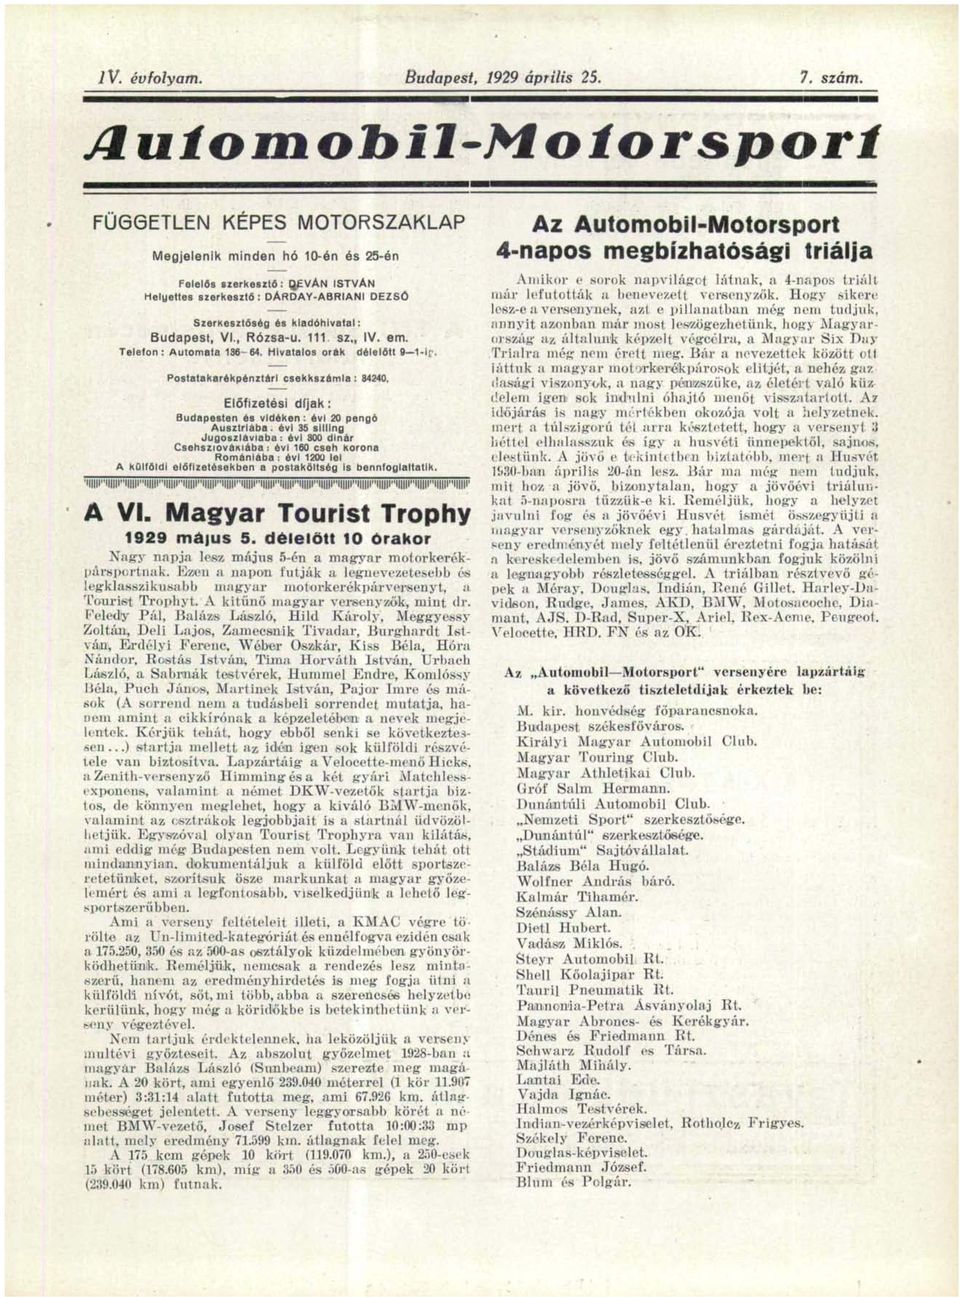 IV. évfolyam. Budapest, 1929 április 25. 7. szám.
Automobil-Motorsport
FÜGGETLEN KÉPES MOTORSZAKLAP
Megjelenik minden hó 10-én és 25-én
Felelős szerkesztő: DÉVÁN ISTVÁN
Helyettes szerkesztő: DÁRDAY-ABRIANI DEZSŐ
Szerkesztőség és kiadóhivatal:
Budapest, VI., Rózsa-u. 111. sz., IV. em.
Telefon: Automata 136—64. Hivatalos órák délelőtt 9—1-ig.
Postatakarékpénztári csekkszámla: 84240.
Előfizetési díjak:
Budapesten és vidéken: évi 20 pengő
Ausztriába: évi 35 silling
Jugoszláviába: évi 800 dinár
Csehszlovákiába: évi 160 cseh korona
Romániába: évi 1200 lei
A külföldi előfizetésekben a postaköltség is bennfoglaltatik.
A VI. Magyar Tourist Trophy
1929 május 5. délelőtt 10 órakor
Nagy napja lesz május 5-én a magyar motorkerék-
párspertnak. Ezen a napon futják a legnevezetesebb és
legklasszikusabb magyar motorkerékpárversenyt, a
Tourist Trophyt. A kitünő magyar versenyzők, mint dr.
Feledy Pál, Balázs László, Hild Károly, Meggyessy
Zoltán, Deli Lajos, Zamecsnik Tivadar, Burghardt Ist-
ván, Erdélyi Ferenc, Wéber Oszkár, Kiss Béla, Hóra
Nándor, Rostás István, Tima Horváth István, Urbach
László, a Sabrnák testvérek, Hummel Endre, Komlóssy
Béla, Puch János, Martinek István, Pajor Imre és má-
sok (A sorrend nem a tudásbeli sorrendet mutatja, ha-
nem amint a cikkírónak a képzeletében a nevek megje-
lentek. Kérjük tehát, hogy ebből senki se következtes-
sen...) startja mellett az idén igen sok külföldi részvé-
tele van biztosítva. Lapzártáig a Velocette-menő Hicks,
a Zenith-versenyző Himming és a két gyári Matchless-
exponens, valamint a német DKW-vezetők startja biz-
tos, de könnyen meglehet, hogy a kiváló BMW-menők,
valamint az osztrákok legjobbjait is a startnál üdvözöl-
hetjük. Egyszóval olyan Tourist Trophyra van kilátás,
ami eddig még Budapesten nem volt. Legyünk tehát ott
mindannyian, dokumentáljuk a külföld előtt sportsze-
retetünket, szorítsuk ösze markunkat a magyar győze-
lemért és ami a legfontosabb, viselkedjünk a lehető leg-
sportszerűbben.
Ami a verseny feltételeit illeti, a KMAC végre tö-
rölte az Un-limited-kategóriát és ennélfogva ezidén csak
a 175.250, 350 és az 500-as osztályok küzdelmében gyönyör-
ködhetünk. Reméljük, nemcsak a rendezés lesz minta-
szerű, hanem az eredményhirdetés is meg fogja ütni a
külföldi nívót, sőt, mi több, abba a szerencsés helyzetbe
kerülünk, hogy még a köridőkbe is betekinthetünk a ver-
seny végeztével.
Nem tartjuk érdektelennek, ha leközöljük a verseny
multévi győzteseit. Az abszolut győzelmet 1928-ban a
magyar Balázs László (Sunbeam) szerezte meg magá-
nak. A 20 kört, ami egyenlő 239.040 méterrel (1 kör 11.907
méter) 3:31:14 alatt futotta meg, ami 67.926 km. átlag-
sebességet jelentett. A verseny leggyorsabb körét a né-
met BMW-vezető, Josef Stelzer futotta 10:00:33 mp
alatt, mely eredmény 71.599 km. átlagnak felel meg.
A 175 kcm gépek 10 kört (119.070 km.), a 250-esek
15 kört (178.605 km), míg a 350 és 500-as gépek 20 kört
(239.040 km) futnak.
Az Automobil-Motorsport
4-napos megbízhatósági triálja
Amikor e sorok napvilágot látnak, a 4-napos triált
már lefutották a benevezett versenyzők. Hogy sikere
lesz-e a versenynek, azt e pillanatban még nem tudjuk,
annyit azonban már most leszögezhetünk, hogy Magyar-
ország az általunk képzelt végcélra, a Magyar Six Day
Trialra még nem érett meg. Bár a nevezettek között ott
láttuk a magyar motorkerékpárosok elitjét, a nehéz gaz-
dasági viszonyok, a nagy pénzszűke, az életért való küz-
delem igen sok indulni óhajtó menőt visszatartott. Az
időjárás is nagy mértékben okozója volt a helyzetnek,
mert a túlszigorú tél arra késztetett, hogy a versenyt 3
héttel elhalasszuk és így a husvéti ünnepektől, sajnos,
elestünk. A jövő e tekintetben biztatóbb, mert a Husvét
1930-ban április 20-án lesz. Bár ma még nem tudjuk,
mit hoz a jövő, bizonytalan, hogy a jövőévi triálun-
kat 5-naposra tüzzük-e ki. Reméljük, hogy a helyzet
javulni fog és a jövőévi Husvét ismét összegyüjti a
magyar versenyzőknek egy hatalmas gárdáját. A ver-
seny eredményét mely feltétlenül éreztetni fogja hatását
a kereskedelemben is, jövő számunkban fogjuk közölni
a legnagyobb részletességgel. A triálban résztvevő gé-
pek a Méray, Douglas, Indián, René Gillet, Harley-Da-
vidson, Rudge, James, AKD, BMW, Motosacoche, Dia-
mant, AJS, D-Rad, Super-X, Ariel, Rex-Acme, Peugeot,
Velocette, HRD, FN és az OK.
Az „Automobil—Motorsport“ versenyére lapzártáig
a következő tiszteletdíjak érkeztek be:
M. kir. honvédség főparancsnoka.
Budapest székesfőváros.
Királyi Magyar Automobil Club.
Magyar Touring Club.
Magyar Athletikai Club.
Gróf Salm Hermann.
Dunántúli Automobil Club.
„Nemzeti Sport“ szerkesztősége.
„Dunántúl“ szerkesztősége.
„Stádium“ Sajtóvállalat.
Balázs Béla Hugó.
Wolfner András báró.
Kalmár Tihamér.
Szénássy Alan.
Dietl Hubert.
Vadász Miklós.
Steyr Automobil Rt.
Shell Kőolajipar Rt.
Tauril Pneumatik Rt.
Pannonia-Petra Ásványolaj Rt.
Magyar Abroncs- és Kerékgyár.
Dénes és Friedmann Rt.
Schwarz Rudolf és Társa.
Majláth Mihály.
Lantai Ede.
Vajda Ignác.
Halmos Testvérek.
Indian-vezérképviselet, Rotholcz Frigyes.
Székely Ferenc.
Douglas-képviselet.
Friedmann József.
Blum és Polgár.